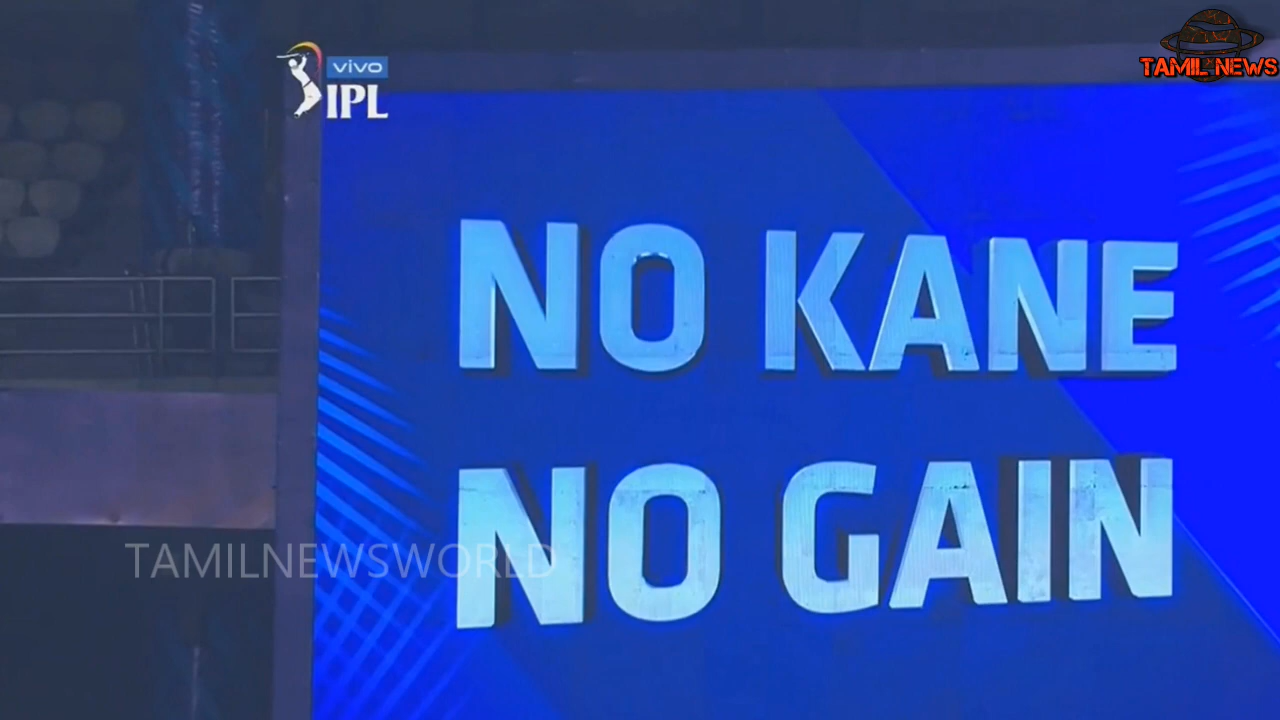 vivo
IPL
TAMIL NEWS
NO KANE
NO GAIN
TAMILNEWSWORLD